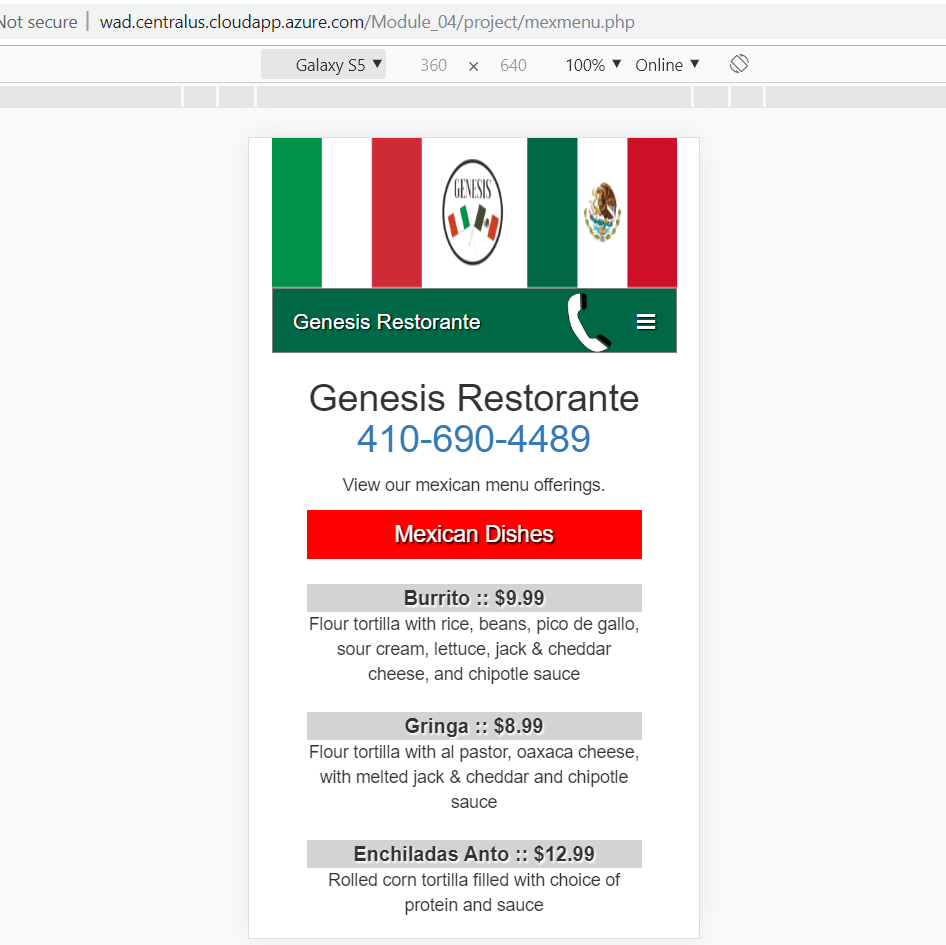 Not secure | wad.centralus.cloudapp.azure.com/Module_04/project/mexmenu.php
Galaxy S5 ▼ 360 × 640 100% ▼ Online ▼
GENESIS
Genesis Restorante
Genesis Restorante
410-690-4489
View our mexican menu offerings.
Mexican Dishes
Burrito :: $9.99
Flour tortilla with rice, beans, pico de gallo,
sour cream, lettuce, jack & cheddar
cheese, and chipotle sauce
Gringa :: $8.99
Flour tortilla with al pastor, oaxaca cheese,
with melted jack & cheddar and chipotle
sauce
Enchiladas Anto :: $12.99
Rolled corn tortilla filled with choice of
protein and sauce